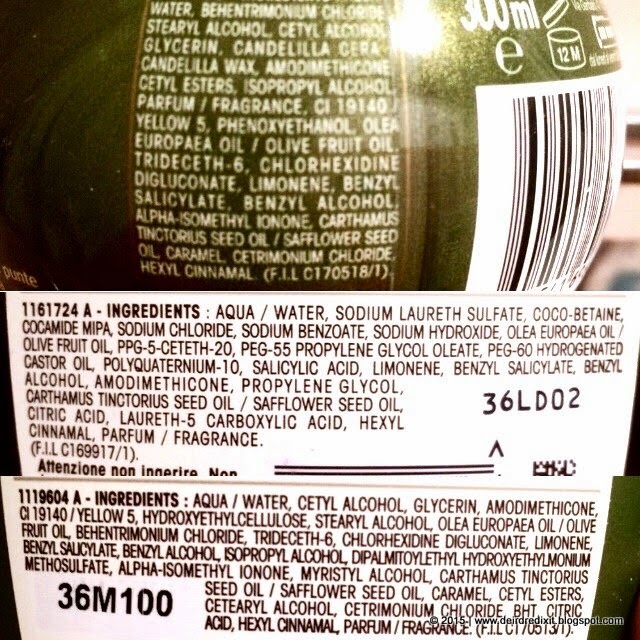 WATER, BEHENTRIMONIUM CHLORIDE,
STEARYL ALCOHOL, CETYL ALCOHOL,
GLYCERIN, CANDELILLA CERA /
CANDELILLA WAX, AMODIMETHICONE,
CETYL ESTERS, ISOPROPYL ALCOHOL,
PARFUM / FRAGRANCE, CI 19140 /
YELLOW 5, PHENOXYETHANOL, OLEA
EUROPAEA OIL / OLIVE FRUIT OIL,
TRIDECETH-6, CHLORHEXIDINE
DIGLUCONATE, LIMONENE, BENZYL
SALICYLATE, BENZYL ALCOHOL,
ALPHA-ISOMETHYL IONONE, CARTHAMUS
TINCTORIUS SEED OIL / SAFFLOWER SEED
OIL, CARAMEL, CETRIMONIUM CHLORIDE,
HEXYL CINNAMAL. (F.I.L C170518/1).
punte
300 ml
e
12 M
1161724 A - INGREDIENTS : AQUA / WATER, SODIUM LAURETH SULFATE, COCO-BETAINE,
COCAMIDE MIPA, SODIUM CHLORIDE, SODIUM BENZOATE, SODIUM HYDROXIDE, OLEA EUROPAEA OIL /
OLIVE FRUIT OIL, PPG-5-CETETH-20, PEG-55 PROPYLENE GLYCOL OLEATE, PEG-60 HYDROGENATED
CASTOR OIL, POLYQUATERNIUM-10, SALICYLIC ACID, LIMONENE, BENZYL SALICYLATE, BENZYL
ALCOHOL, AMODIMETHICONE, PROPYLENE GLYCOL,
CARTHAMUS TINCTORIUS SEED OIL / SAFFLOWER SEED OIL,
CITRIC ACID, LAURETH-5 CARBOXYLIC ACID, HEXYL
CINNAMAL, PARFUM / FRAGRANCE.
(F.I.L C169917/1).
36LD02
Attenzione non ingerire. Non
1119604 A - INGREDIENTS : AQUA / WATER, CETYL ALCOHOL, GLYCERIN, AMODIMETHICONE,
CI 19140 / YELLOW 5, HYDROXYETHYLCELLULOSE, STEARYL ALCOHOL, OLEA EUROPAEA OIL / OLIVE
FRUIT OIL, BEHENTRIMONIUM CHLORIDE, TRIDECETH-6, CHLORHEXIDINE DIGLUCONATE, LIMONENE,
BENZYL SALICYLATE, BENZYL ALCOHOL, ISOPROPYL ALCOHOL, DIPALMITOYLETHYL HYDROXYETHYLMONIUM
METHOSULFATE, ALPHA-ISOMETHYL IONONE, MYRISTYL ALCOHOL, CARTHAMUS TINCTORIUS
SEED OIL / SAFFLOWER SEED OIL, CARAMEL, CETYL ESTERS,
CETEARYL ALCOHOL, CETRIMONIUM CHLORIDE, BHT, CITRIC
ACID, HEXYL CINNAMAL, PARFUM / FRAGRANCE. (F.I.L
36M100
© 2015 www.deirdredixit.blogspot.com